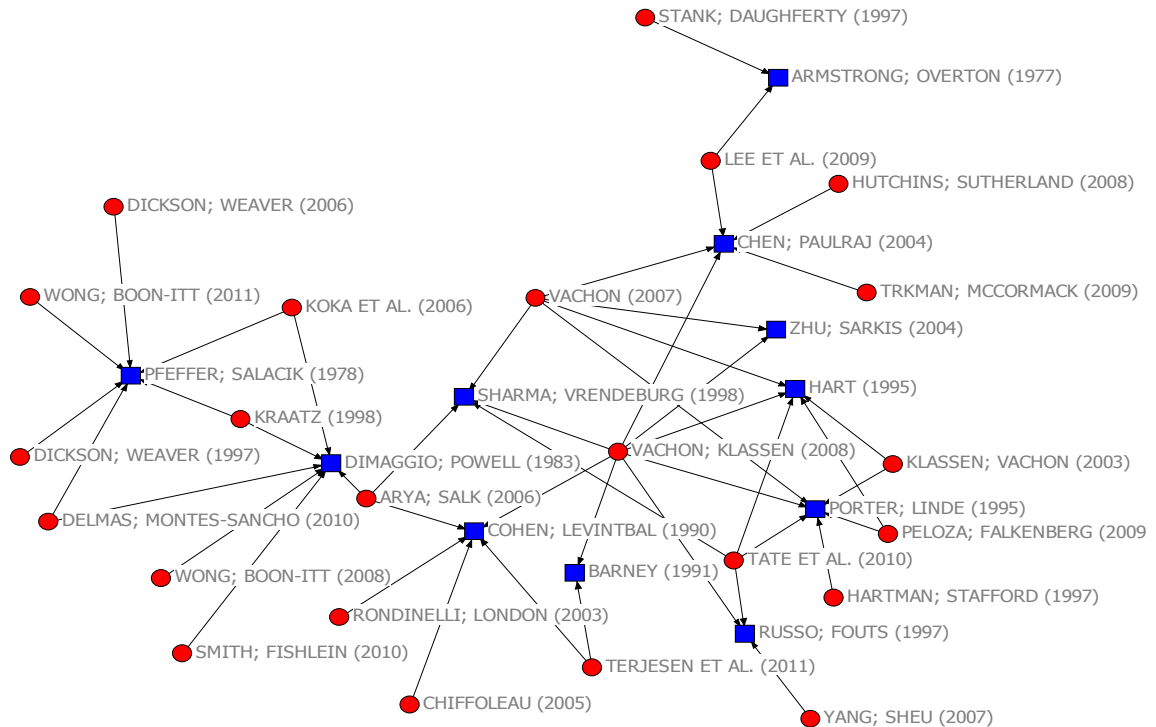 STANK; DAUGHFERTY (1997)
ARMSTRONG; OVERTON (1977)
LEE ET AL. (2009)
HUTCHINS; SUTHERLAND (2008)
DICKSON; WEAVER (2006)
CHEN; PAULRAJ (2004)
WONG; BOON-ITT (2011)
KOKA ET AL. (2006)
VACHON (2007)
TRKMAN; MCCORMACK (2009)
ZHU; SARKIS (2004)
PFEFFER; SALACIK (1978)
SHARMA; VRENDEBURG (1998)
HART (1995)
KRAATZ (1998)
DICKSON; WEAVER (1997)
DIMAGGIO; POWELL (1983)
VACHON; KLASSEN (2008)
KLASSEN; VACHON (2003)
ARYA; SALK (2006)
DELMAS; MONTES-SANCHO (2010)
COHEN; LEVINTBAL (1990)
PORTER; LINDE (1995)
PELOZA; FALKENBERG (2009
WONG; BOON-ITT (2008)
BARNEY (1991)
TATE ET AL. (2010)
RONDINELLI; LONDON (2003)
HARTMAN; STAFFORD (1997)
SMITH; FISHLEIN (2010)
RUSSO; FOUTS (1997)
TERJESEN ET AL. (2011)
CHIFFOLEAU (2005)
YANG; SHEU (2007)